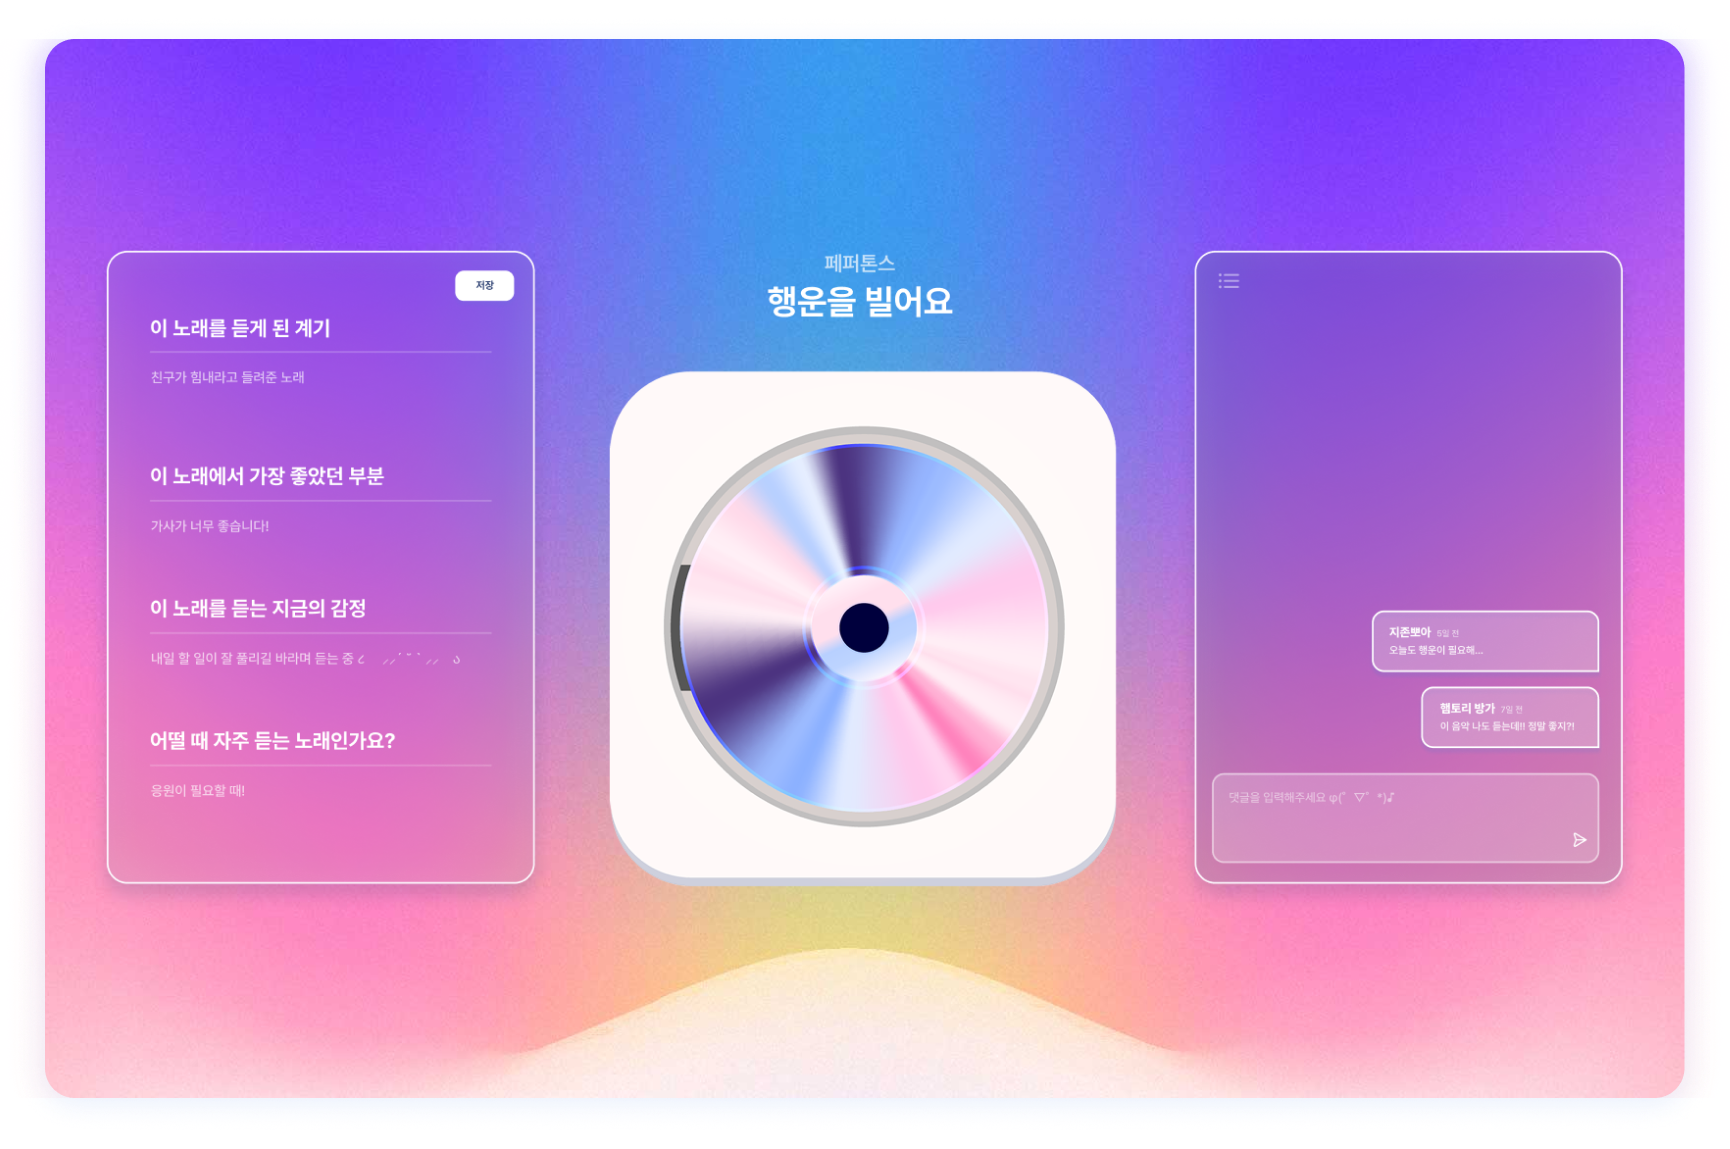 저장
이 노래를 듣게 된 계기
친구가 힘내라고 들려준 노래
이 노래에서 가장 좋았던 부분
가사가 너무 좋습니다!
이 노래를 듣는 지금의 감정
내일 할 일이 잘 풀리길 바라며 듣는 중
어떨 때 자주 듣는 노래인가요?
응원이 필요할 때!
페퍼톤스
행운을 빌어요
지존뽀아 5일 전
오늘도 행운이 필요해...
헴토리 방가 7일 전
이 음악 나도 듣는데!! 정말 좋지?!
댓글을 입력해주세요 φ(゜▽゜*)♪